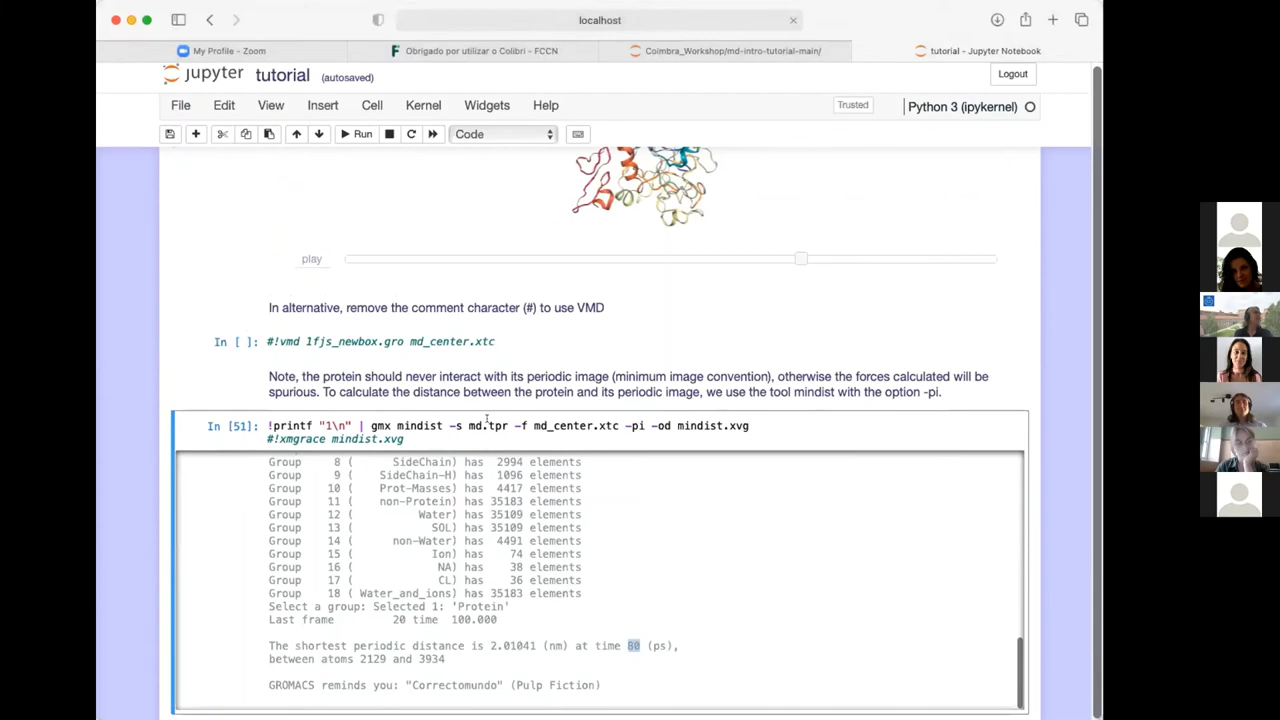 localhost
My Profile - Zoom
Obrigado por utilizar o Colibri - FCCN
Coimbra_Workshop/md-intro-tutorial-main/
tutorial - Jupyter Notebook
jupyter tutorial (autosaved)
Logout
File Edit View Insert Cell Kernel Widgets Help
Trusted
Python 3 (ipykernel)
Run
Code
play
In alternative, remove the comment character (#) to use VMD
In [ ]: #!vmd 1fjs_newbox.gro md_center.xtc
Note, the protein should never interact with its periodic image (minimum image convention), otherwise the forces calculated will be
spurious. To calculate the distance between the protein and its periodic image, we use the tool mindist with the option -pi.
In [51]: !printf "1\n" | gmx mindist -s md.tpr -f md_center.xtc -pi -od mindist.xvg
#!xmgrace mindist.xvg
Group 8 ( SideChain) has 2994 elements
Group 9 ( SideChain-H) has 1096 elements
Group 10 ( Prot-Masses) has 4417 elements
Group 11 ( non-Protein) has 35183 elements
Group 12 ( Water) has 35109 elements
Group 13 ( SOL) has 35109 elements
Group 14 ( non-Water) has 4491 elements
Group 15 ( Ion) has 74 elements
Group 16 ( NA) has 38 elements
Group 17 ( CL) has 36 elements
Group 18 ( Water_and_ions) has 35183 elements
Select a group: Selected 1: 'Protein'
Last frame 20 time 100.000
The shortest periodic distance is 2.01041 (nm) at time 80 (ps),
between atoms 2129 and 3934
GROMACS reminds you: "Correctomundo" (Pulp Fiction)